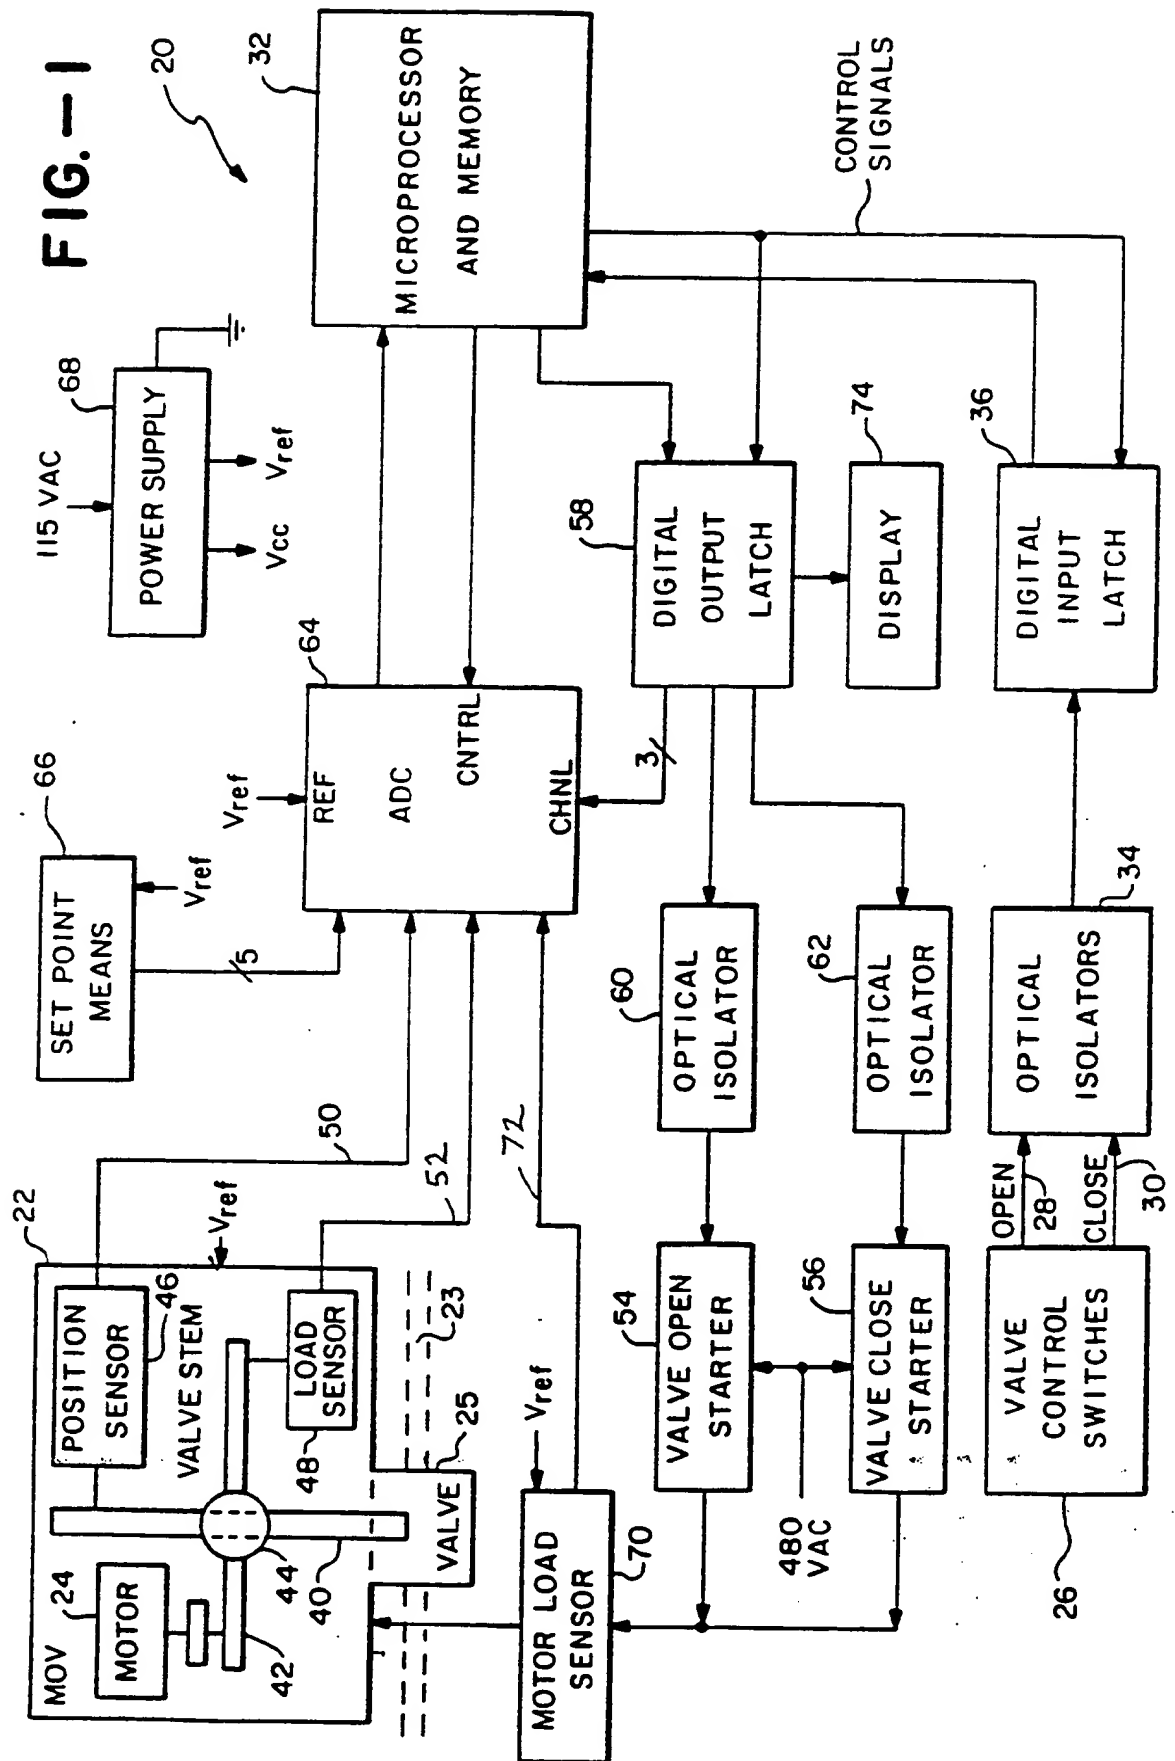 FIG.-1
20
MOV
22
24
MOTOR
42
44
40
POSITION
SENSOR
46
VALVE STEM
LOAD
SENSOR
48
Vref
23
25
VALVE
50
52
72
SET POINT
MEANS
66
Vref
5
115 VAC
POWER SUPPLY
68
Vcc
Vref
64
Vref
REF
ADC
CNTRL
CHNL
3
MICROPROCESSOR
AND MEMORY
32
MOTOR LOAD
SENSOR
70
Vref
VALVE OPEN
STARTER
54
480
VAC
VALVE CLOSE
STARTER
56
OPTICAL
ISOLATOR
60
OPTICAL
ISOLATOR
62
DIGITAL
OUTPUT
LATCH
58
DISPLAY
74
CONTROL
SIGNALS
VALVE
CONTROL
SWITCHES
26
OPEN
28
CLOSE
30
OPTICAL
ISOLATORS
34
DIGITAL
INPUT
LATCH
36